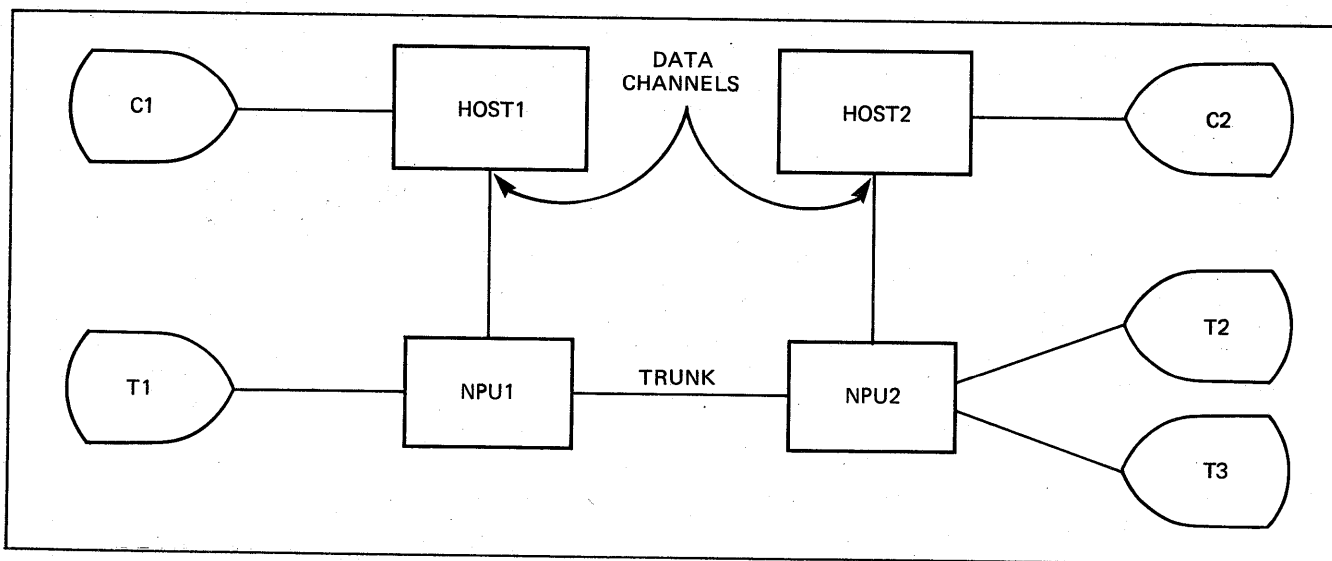 C1
HOST1
DATA
CHANNELS
HOST2
C2
T1
NPU1
TRUNK
NPU2
T2
T3